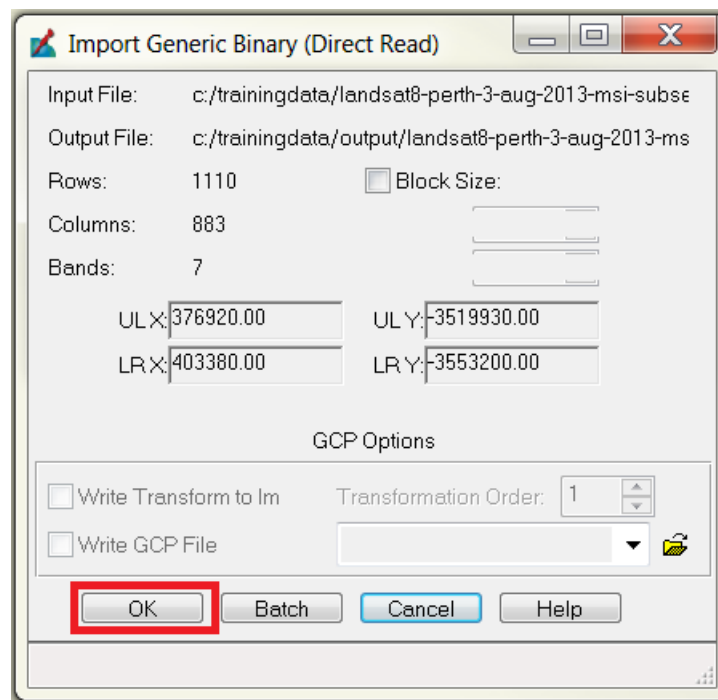 Import Generic Binary (Direct Read)
Input File: c:/trainingdata/landsat8-perth-3-aug-2013-msi-subse
Output File: c:/trainingdata/output/landsat8-perth-3-aug-2013-ms
Rows: 1110 Block Size:
Columns: 883
Bands: 7
UL X: 376920.00 UL Y: -3519930.00
LR X: 403380.00 LR Y: -3553200.00
GCP Options
Write Transform to Im Transformation Order: 1
Write GCP File
OK Batch Cancel Help